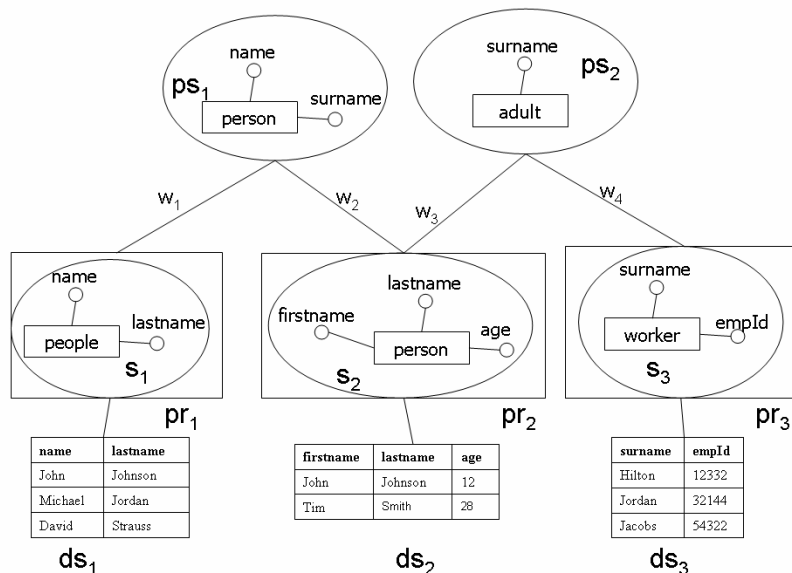 name
surname
ps1
surname
ps2
person
adult
w1
w2
w3
w4
name
lastname
people
s1
pr1
lastname
firstname
age
person
s2
pr2
surname
empId
worker
s3
pr3
name lastname
John Johnson
Michael Jordan
David Strauss
ds1
firstname lastname age
John Johnson 12
Tim Smith 28
ds2
surname empId
Hilton 12332
Jordan 32144
Jacobs 54322
ds3